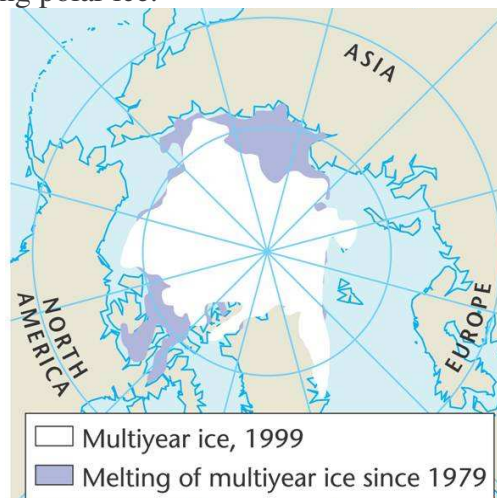 ASIA
NORTH
AMERICA
EUROPE
Multiyear ice, 1999
Melting of multiyear ice since 1979